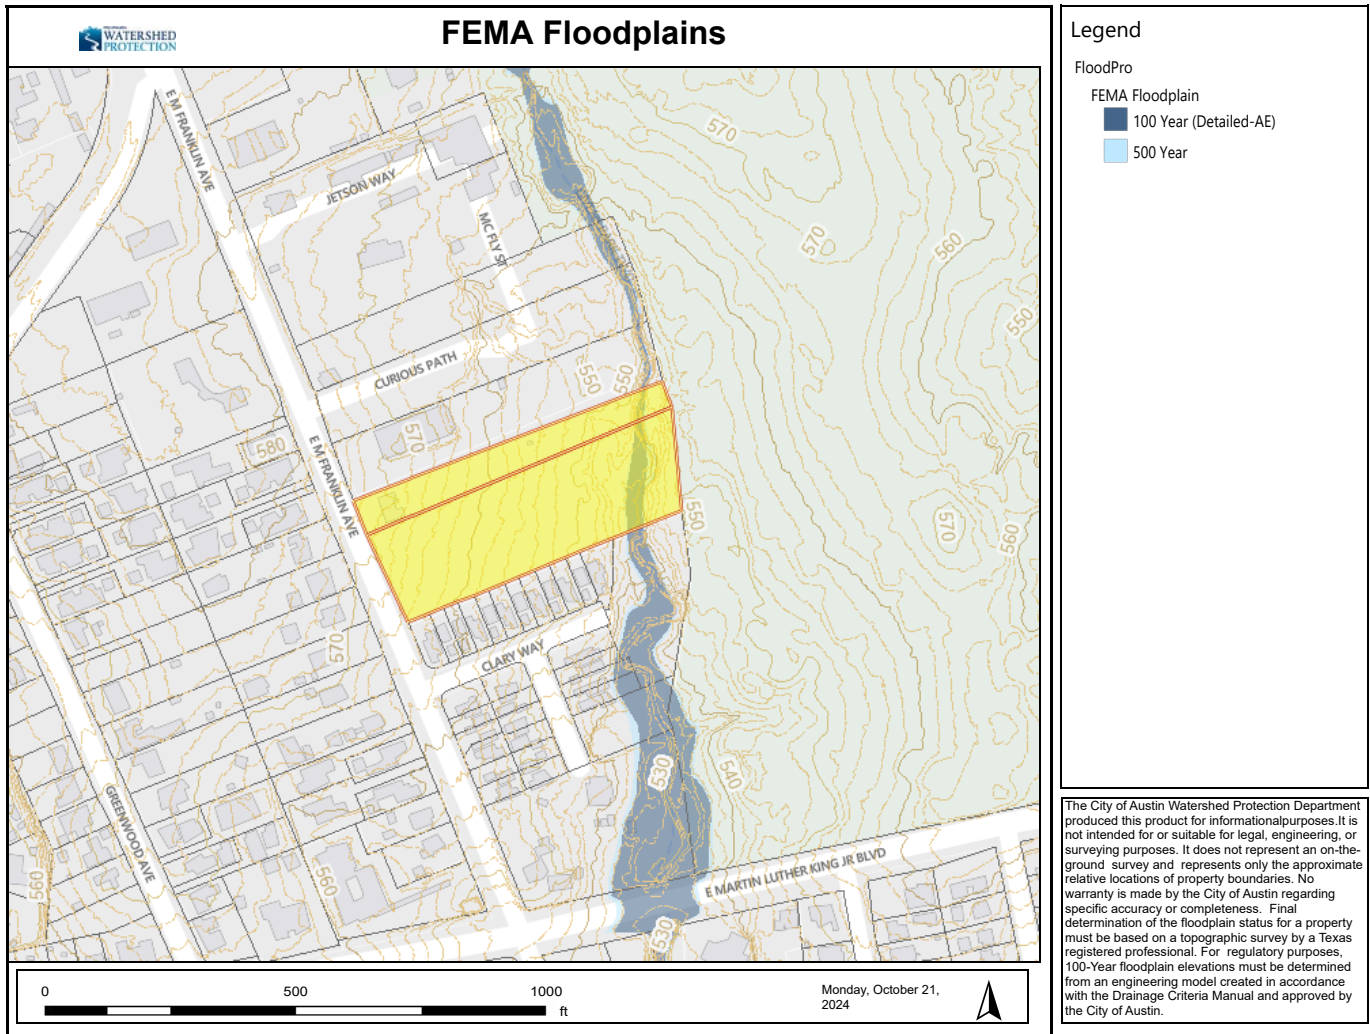 WATERSHED
PROTECTION
FEMA Floodplains
E M FRANKLIN AVE
JETSON WAY
MC FLY ST
CURIOUS PATH
E M FRANKLIN AVE
CLARY WAY
GREENWOOD AVE
E MARTIN LUTHER KING JR BLVD
570
570
560
550
550
550
570
580
550
570
560
570
540
530
560
560
530
0
500
1000
ft
Monday, October 21,
2024
Legend
FloodPro
FEMA Floodplain
100 Year (Detailed-AE)
500 Year
The City of Austin Watershed Protection Department
produced this product for informationalpurposes.It is
not intended for or suitable for legal, engineering, or
surveying purposes. It does not represent an on-the-
ground survey and represents only the approximate
relative locations of property boundaries. No
warranty is made by the City of Austin regarding
specific accuracy or completeness. Final
determination of the floodplain status for a property
must be based on a topographic survey by a Texas
registered professional. For regulatory purposes,
100-Year floodplain elevations must be determined
from an engineering model created in accordance
with the Drainage Criteria Manual and approved by
the City of Austin.